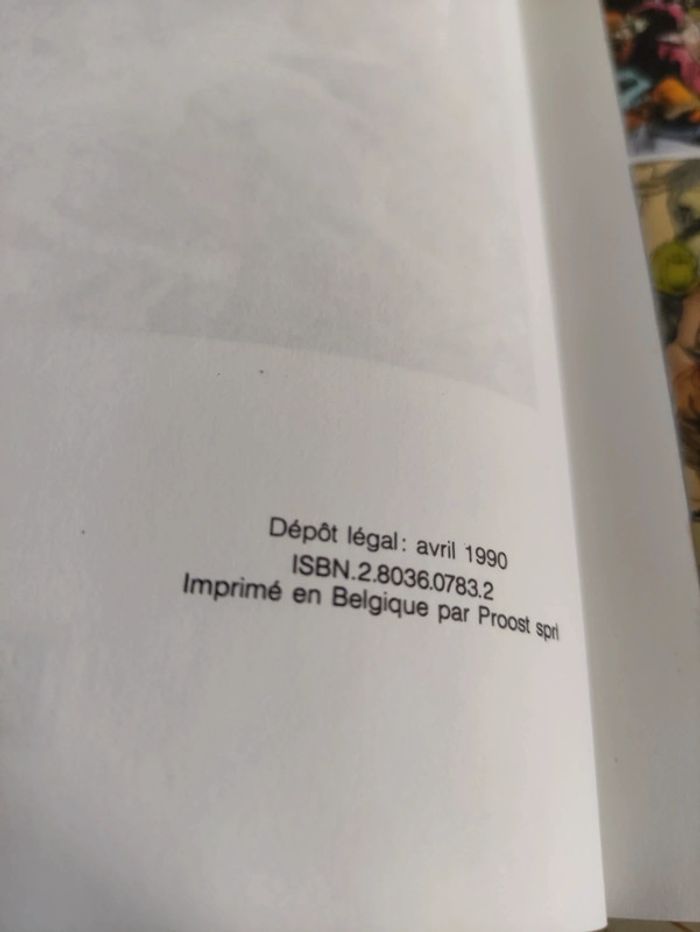 Dépôt légal: avril 1990
ISBN.2.8036.0783.2
Imprimé en Belgique par Proost sprl